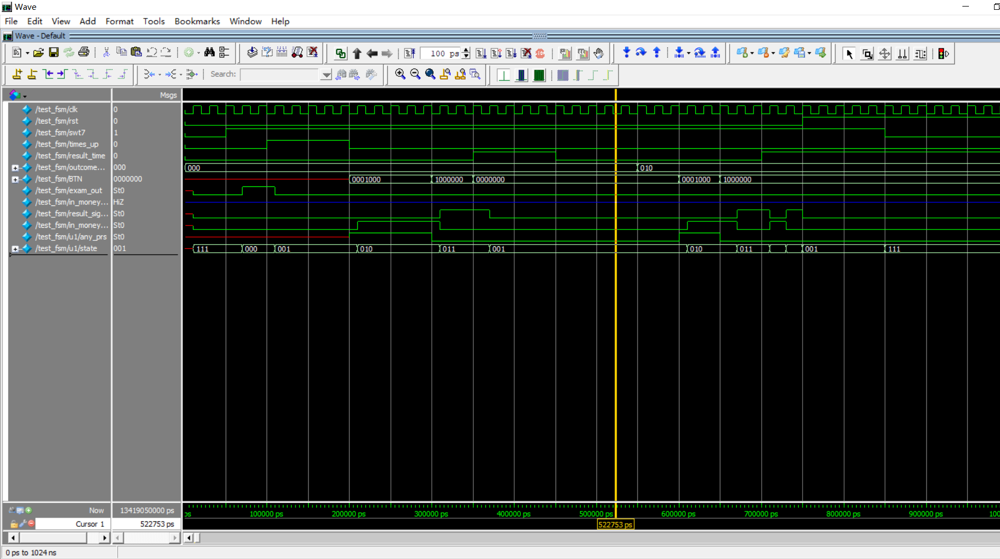 Wave
File Edit View Add Format Tools Bookmarks Window Help
Wave - Default
100 ps
Search:
Msgs
/test_fsm/clk 0
/test_fsm/rst 0
/test_fsm/swt7 1
/test_fsm/times_up 0
/test_fsm/result_time 0
/test_fsm/outcome... 000 000 010
/test_fsm/BTN 0000000 0001000 1000000 0000000 0001000 1000000
/test_fsm/exam_out St0
/test_fsm/in_money... HiZ
/test_fsm/result_sig... St0
/test_fsm/in_money... St0
/test_fsm/u1/any_prs St0
/test_fsm/u1/state 001 111 000 001 010 011 001 010 011 001 111
Now 13419050000 ps ps 100000 ps 200000 ps 300000 ps 400000 ps 500000 ps 600000 ps 700000 ps 800000 ps 900000 ps 100
Cursor 1 522753 ps 522753 ps
0 ps to 1024 ns